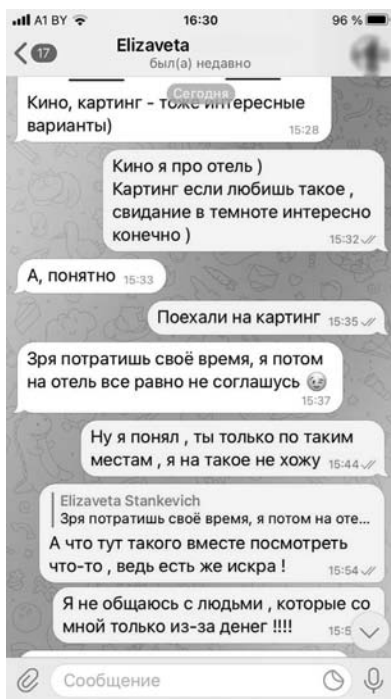 A1 BY
16:30
96 %
17
Elizaveta
был(а) недавно
Сегодня
Кино, картинг - тоже интересные
варианты)
15:28
Кино я про отель )
Картинг если любишь такое ,
свидание в темноте интересно
конечно )
15:32
А, понятно 15:33
Поехали на картинг 15:35
Зря потратишь своё время, я потом
на отель все равно не соглашусь
15:37
Ну я понял , ты только по таким
местам , я на такое не хожу 15:44
Elizaveta Stankevich
Зря потратишь своё время, я потом на оте...
А что тут такого вместе посмотреть
что-то , ведь есть же искра !
15:54
Я не общаюсь с людьми , которые со
мной только из-за денег !!!!
Сообщение